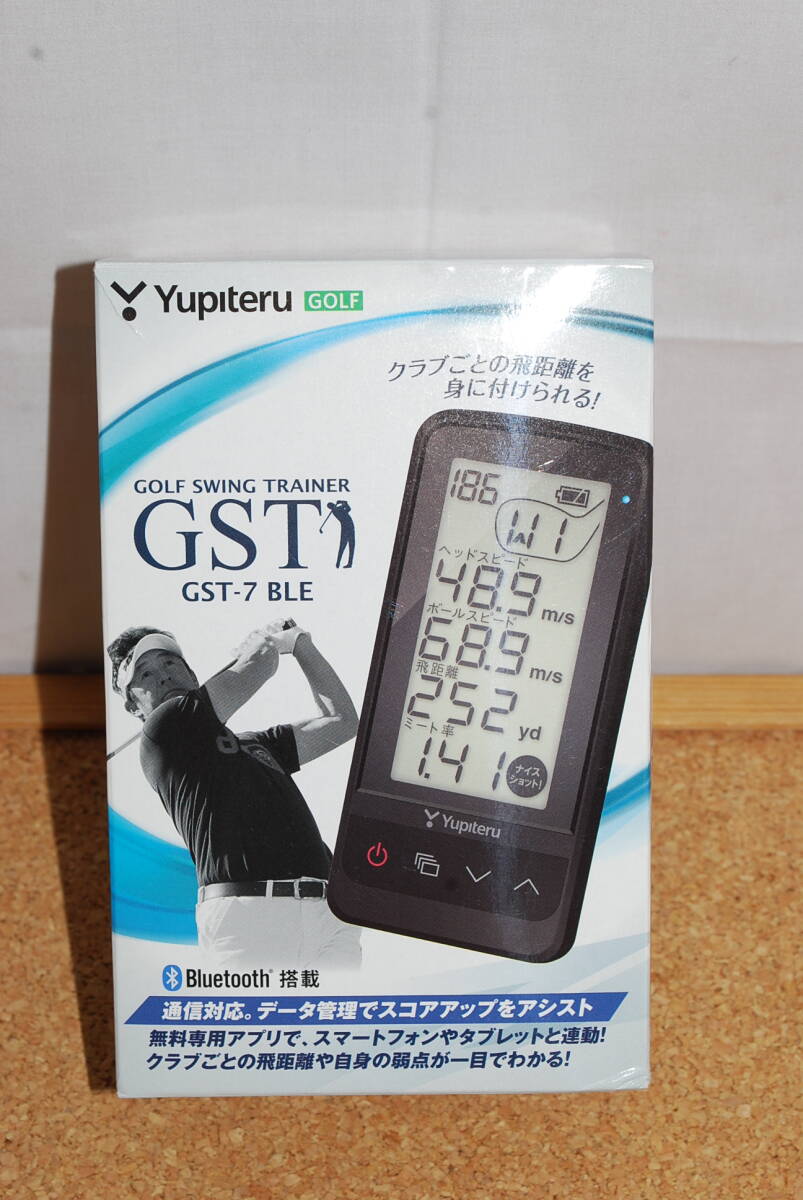 Yupiteru GOLF
クラブごとの飛距離を
身に付けられる!
GOLF SWING TRAINER
GST
GST-7 BLE
186
W1
ヘッドスピード
48.9 m/s
ボールスピード
68.9 m/s
飛距離
252 yd
ミート率
1.41
ナイス
ショット!
Yupiteru
Bluetooth® 搭載
通信対応。データ管理でスコアアップをアシスト
無料専用アプリで、スマートフォンやタブレットと連動!
クラブごとの飛距離や自身の弱点が一目でわかる!